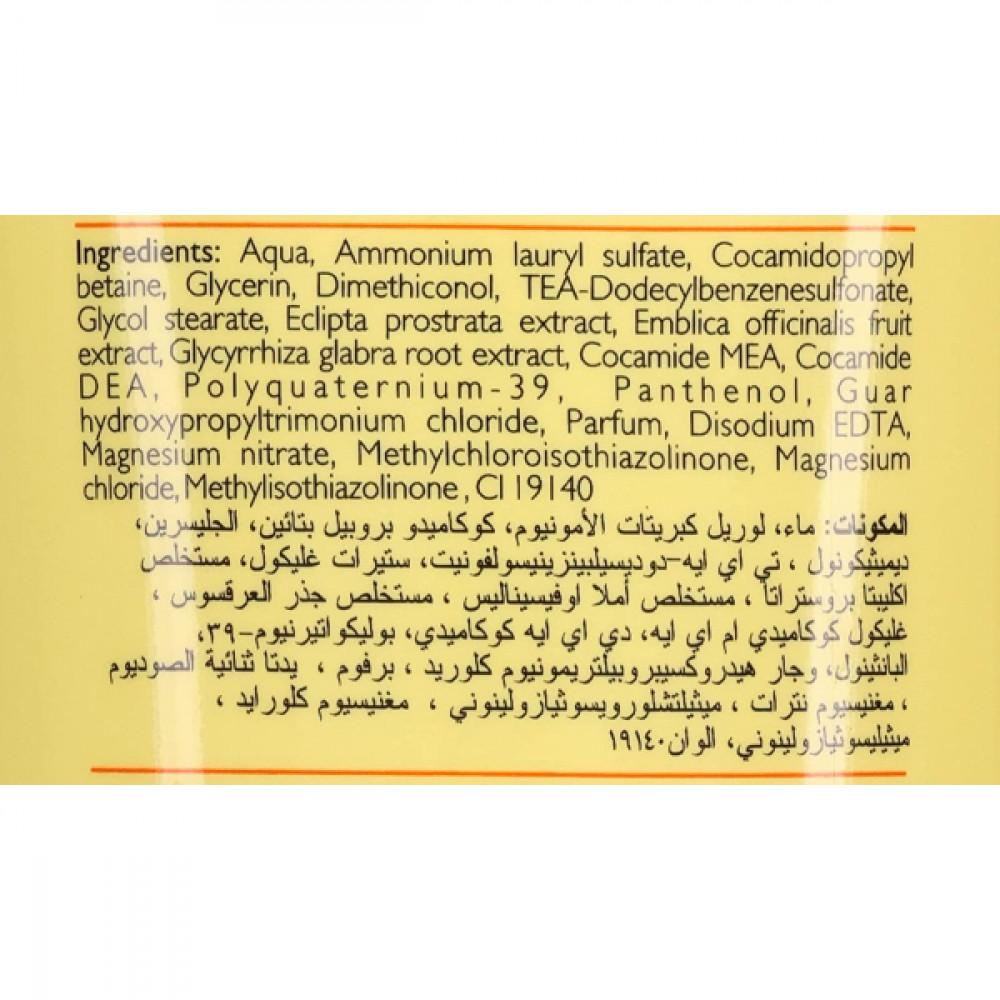 Ingredients: Aqua, Ammonium lauryl sulfate, Cocamidopropyl
betaine, Glycerin, Dimethiconol, TEA-Dodecylbenzenesulfonate,
Glycol stearate, Eclipta prostrata extract, Emblica officinalis fruit
extract, Glycyrrhiza glabra root extract, Cocamide MEA, Cocamide
DEA, Polyquaternium-39, Panthenol, Guar
hydroxypropyltrimonium chloride, Parfum, Disodium EDTA,
Magnesium nitrate, Methylchloroisothiazolinone, Magnesium
chloride, Methylisothiazolinone , CI 19140
المكونات: ماء، لوريل كبريتات الأمونيوم، كوكاميدو بروبيل بتائين، الجليسرين،
ديميثيكونول ، تي اي ايه-دوديسيلبينزينيسولفونيت، ستيرات غليكول، مستخلص
اكليبتا بروستراتا ، مستخلص أملا اوفيسيناليس ، مستخلص جذر العرقسوس ،
غليكول كوكاميدي ام اي ايه، دي اي ايه كوكاميدي، بوليكواتيرنيوم-٣٩،
البانثينول، وجار هيدروكسيبروبيلتريمونيوم كلوريد ، برفوم ، يدتا ثنائية الصوديوم
، مغنيسيوم نترات ، ميثيلتشلورويسوثيازولينوني ، مغنيسيوم كلورايد ،
ميثيليسوثيازولينوني، الوان١٩١٤٠